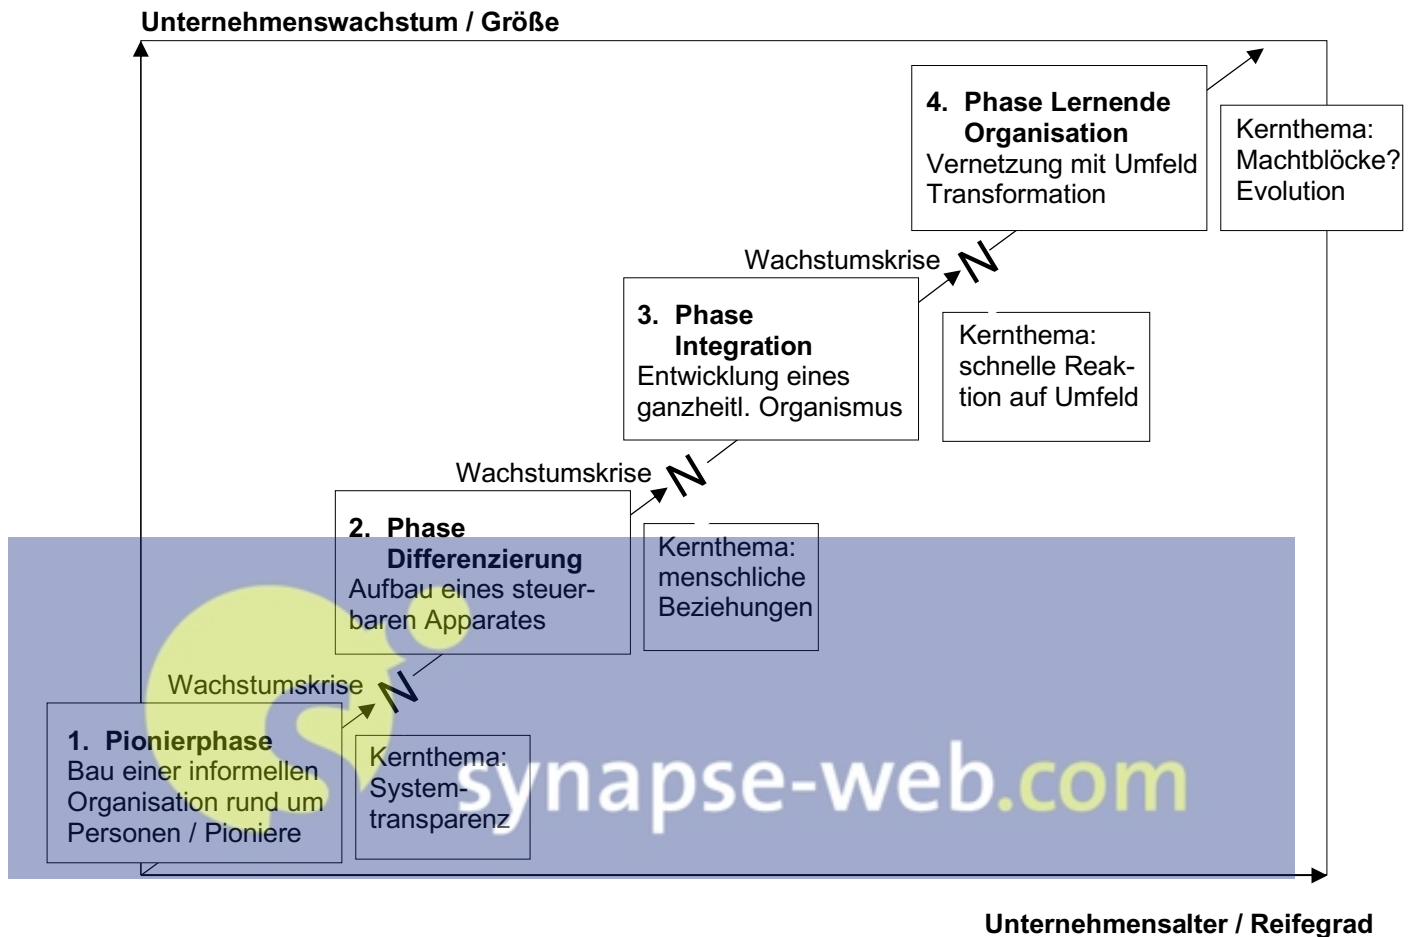 Unternehmenswachstum / Größe
4. Phase Lernende
Organisation
Vernetzung mit Umfeld
Transformation
Kernthema:
Machtblöcke?
Evolution
Wachstumskrise
N
3. Phase
Integration
Entwicklung eines
ganzheitl. Organismus
Kernthema:
schnelle Reak-
tion auf Umfeld
Wachstumskrise
N
2. Phase
Differenzierung
Aufbau eines steuer-
baren Apparates
Kernthema:
menschliche
Beziehungen
Wachstumskrise
N
1. Pionierphase
Bau einer informellen
Organisation rund um
Personen / Pioniere
Kernthema:
System-
transparenz
synapse-web.com
Unternehmensalter / Reifegrad